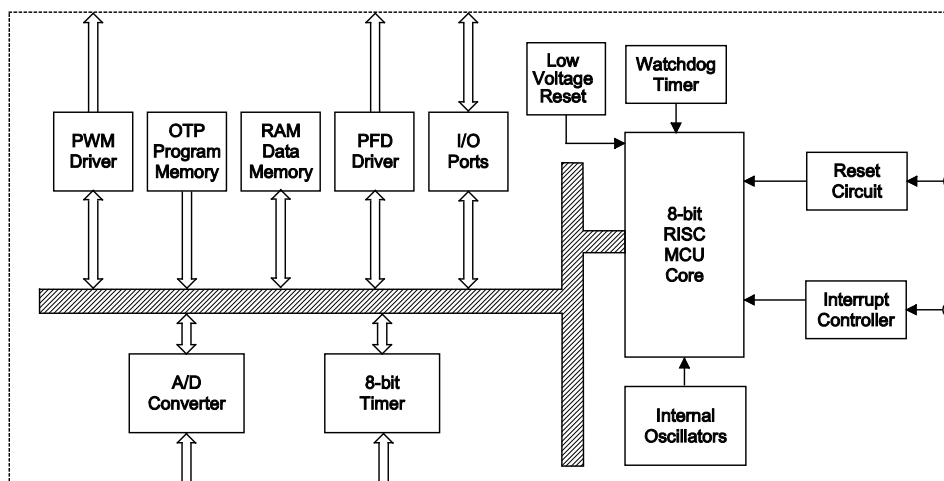 Low
Voltage
Reset
Watchdog
Timer
PWM
Driver
OTP
Program
Memory
RAM
Data
Memory
PFD
Driver
I/O
Ports
8-bit
RISC
MCU
Core
Reset
Circuit
Interrupt
Controller
A/D
Converter
8-bit
Timer
Internal
Oscillators